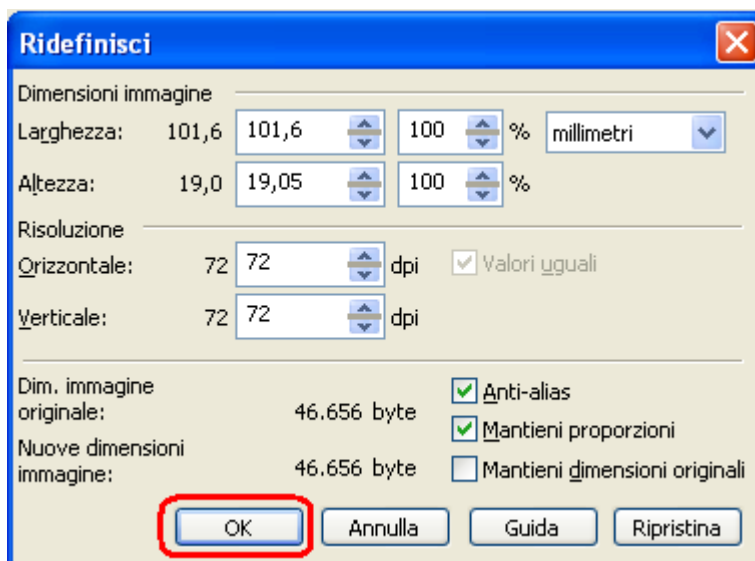 Ridefinisci
Dimensioni immagine
Larghezza: 101,6 101,6 100 % millimetri
Altezza: 19,0 19,05 100 %
Risoluzione
Orizzontale: 72 72 dpi Valori uguali
Verticale: 72 72 dpi
Dim. immagine
originale: 46.656 byte
Anti-alias
Mantieni proporzioni
Nuove dimensioni
immagine: 46.656 byte
Mantieni dimensioni originali
OK Annulla Guida Ripristina